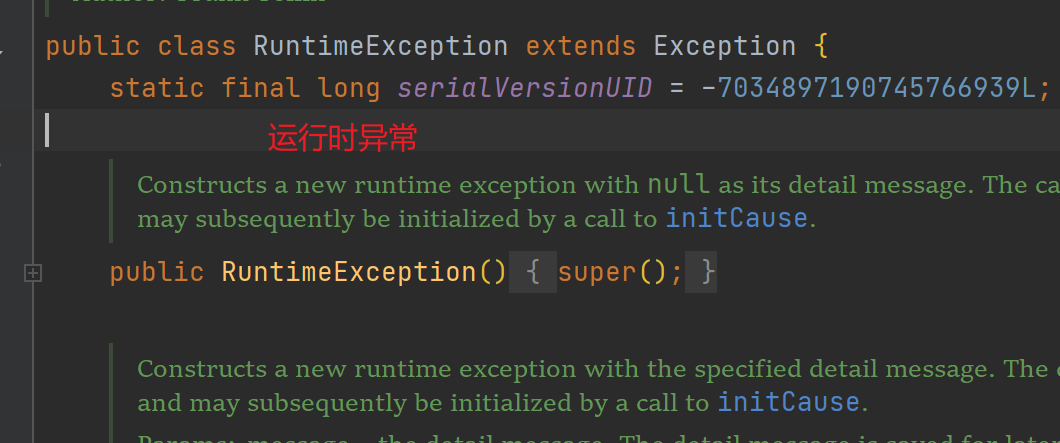 public class RuntimeException extends Exception {
static final long serialVersionUID = -7034897190745766939L;
运行时异常
Constructs a new runtime exception with null as its detail message. The ca
may subsequently be initialized by a call to initCause.
public RuntimeException() { super(); }
Constructs a new runtime exception with the specified detail message. The c
and may subsequently be initialized by a call to initCause.